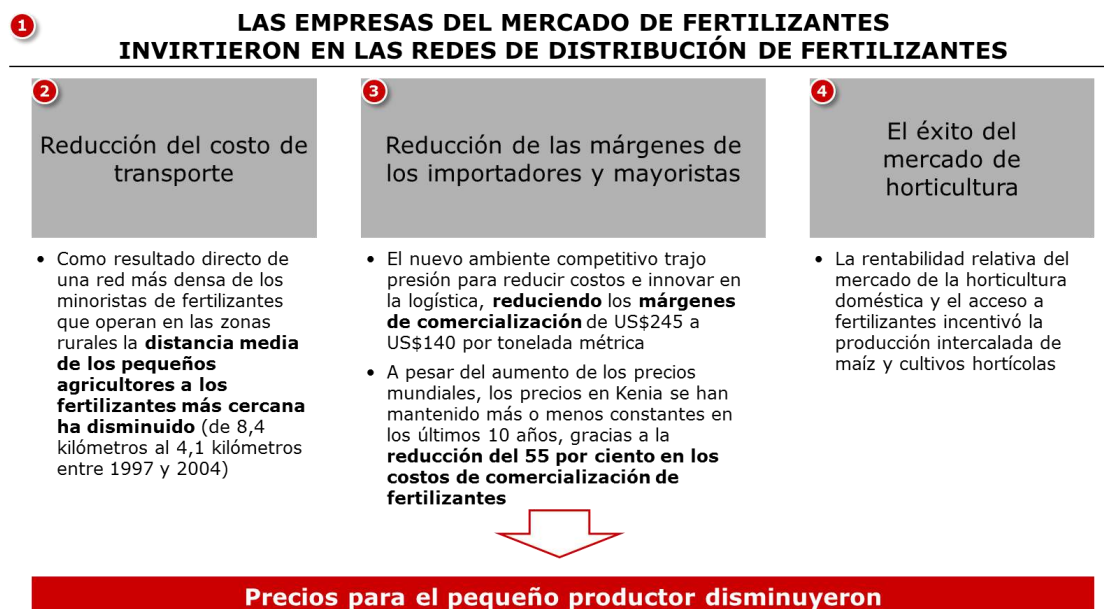 1
LAS EMPRESAS DEL MERCADO DE FERTILIZANTES
INVIRTIERON EN LAS REDES DE DISTRIBUCIÓN DE FERTILIZANTES
2
Reducción del costo de
transporte
• Como resultado directo de
una red más densa de los
minoristas de fertilizantes
que operan en las zonas
rurales la distancia media
de los pequeños
agricultores a los
fertilizantes más cercana
ha disminuido (de 8,4
kilómetros al 4,1 kilómetros
entre 1997 y 2004)
3
Reducción de las márgenes de
los importadores y mayoristas
• El nuevo ambiente competitivo trajo
presión para reducir costos e innovar en
la logística, reduciendo los márgenes
de comercialización de US$245 a
US$140 por tonelada métrica
• A pesar del aumento de los precios
mundiales, los precios en Kenia se han
mantenido más o menos constantes en
los últimos 10 años, gracias a la
reducción del 55 por ciento en los
costos de comercialización de
fertilizantes
4
El éxito del
mercado de
horticultura
• La rentabilidad relativa del
mercado de la horticultura
doméstica y el acceso a
fertilizantes incentivó la
producción intercalada de
maíz y cultivos hortícolas
Precios para el pequeño productor disminuyeron